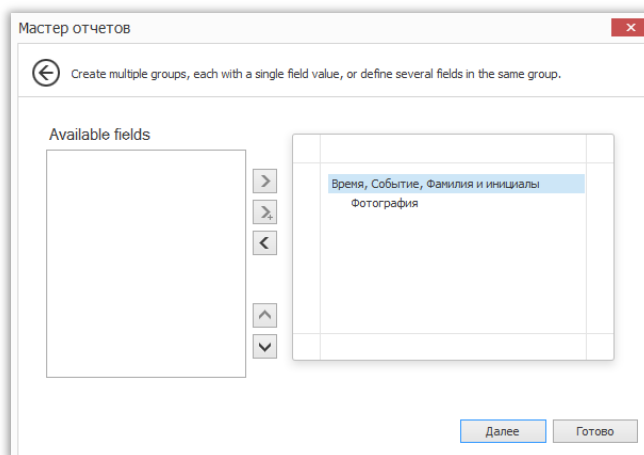 Мастер отчетов
Create multiple groups, each with a single field value, or define several fields in the same group.
Available fields
Время, Событие, Фамилия и инициалы
Фотография
Далее
Готово